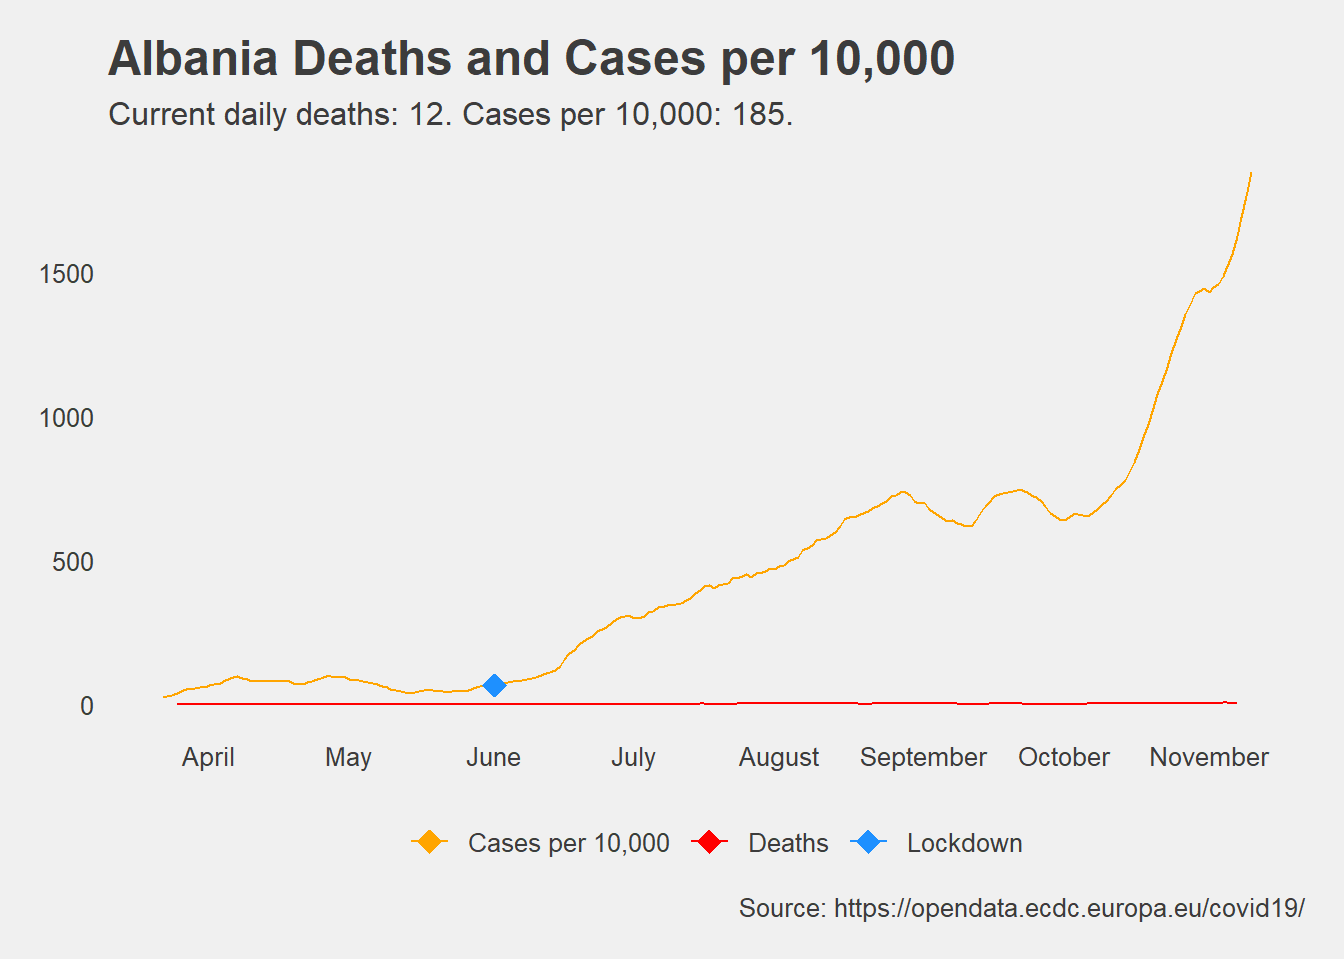 Albania Deaths and Cases per 10,000
Current daily deaths: 12. Cases per 10,000: 185.
1500
1000
500
0
April May June July August September October November
Cases per 10,000 Deaths Lockdown
Source: https://opendata.ecdc.europa.eu/covid19/